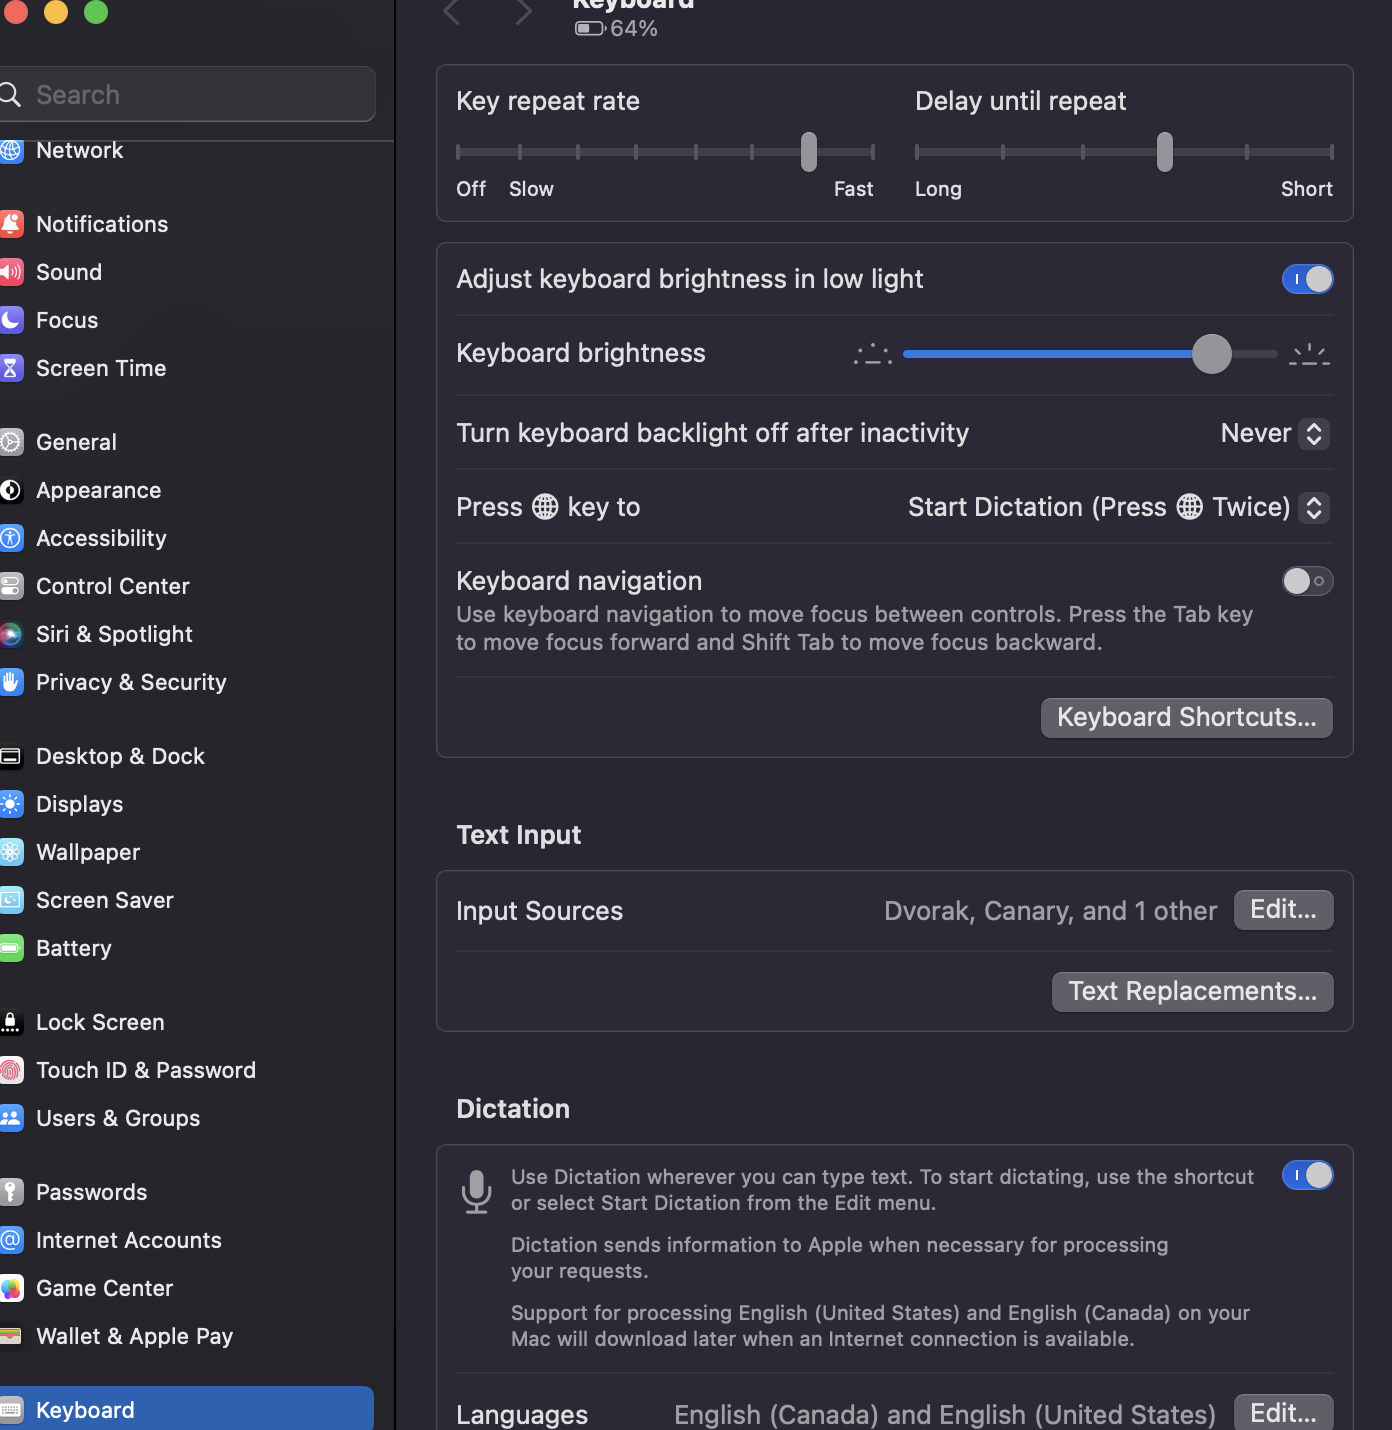 Keyboard
64%
Search
Network
Notifications
Sound
Focus
Screen Time
General
Appearance
Accessibility
Control Center
Siri & Spotlight
Privacy & Security
Desktop & Dock
Displays
Wallpaper
Screen Saver
Battery
Lock Screen
Touch ID & Password
Users & Groups
Passwords
Internet Accounts
Game Center
Wallet & Apple Pay
Keyboard
Key repeat rate
Off Slow Fast
Delay until repeat
Long Short
Adjust keyboard brightness in low light
Keyboard brightness
Turn keyboard backlight off after inactivity Never
Press 🌐 key to Start Dictation (Press 🌐 Twice)
Keyboard navigation
Use keyboard navigation to move focus between controls. Press the Tab key
to move focus forward and Shift Tab to move focus backward.
Keyboard Shortcuts...
Text Input
Input Sources Dvorak, Canary, and 1 other Edit...
Text Replacements...
Dictation
Use Dictation wherever you can type text. To start dictating, use the shortcut
or select Start Dictation from the Edit menu.
Dictation sends information to Apple when necessary for processing
your requests.
Support for processing English (United States) and English (Canada) on your
Mac will download later when an Internet connection is available.
Languages English (Canada) and English (United States) Edit...